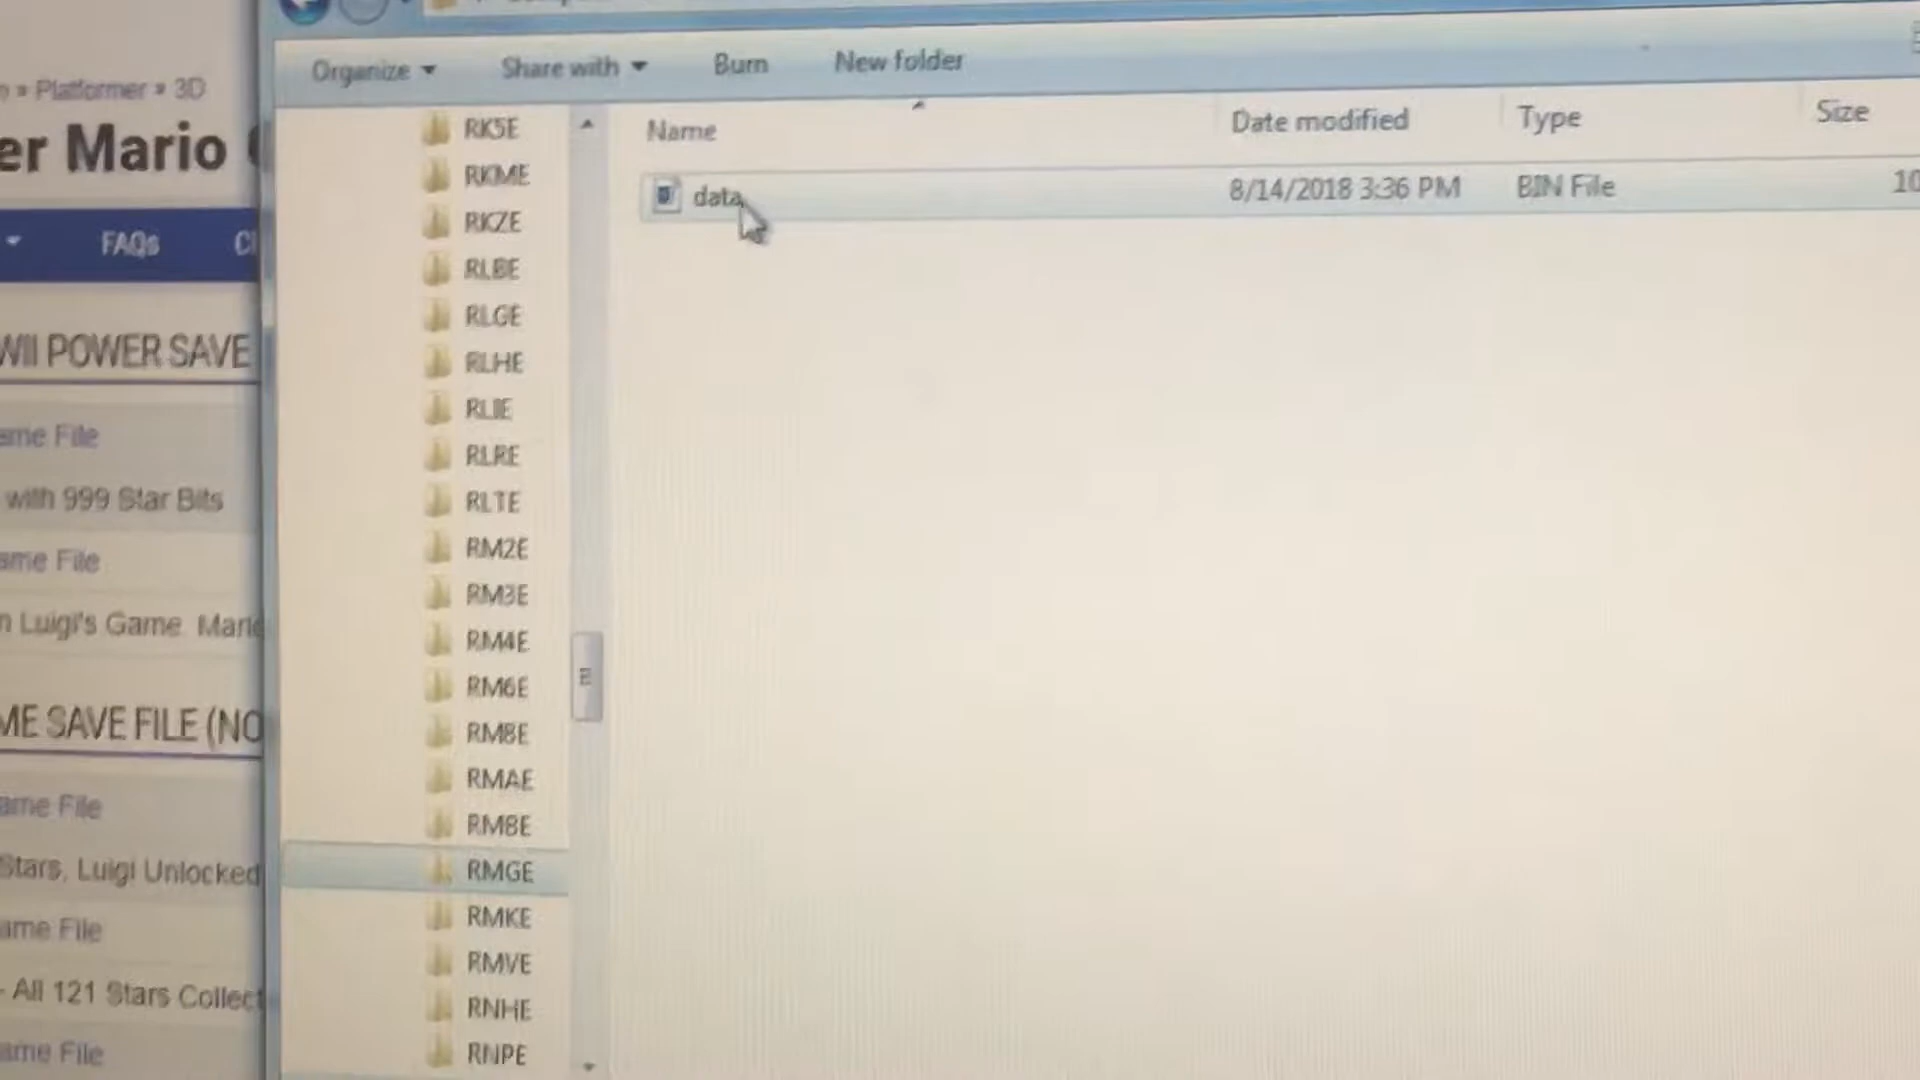 » Platformer » 3D
er Mario
FAQs
WII POWER SAVE
ame File
with 999 Star Bits
ame File
n Luigi's Game. Mario
ME SAVE FILE (NO
ame File
Stars, Luigi Unlocked
ame File
- All 121 Stars Collect
ame File
Organize Share with Burn New folder
RK5E
RKME
RKZE
RLBE
RLGE
RLHE
RLIE
RLRE
RLTE
RM2E
RM3E
RM4E
RM6E
RM8E
RMAE
RMBE
RMGE
RMKE
RMVE
RNHE
RNPE
Name Date modified Type Size
data 8/14/2018 3:36 PM BIN File 10